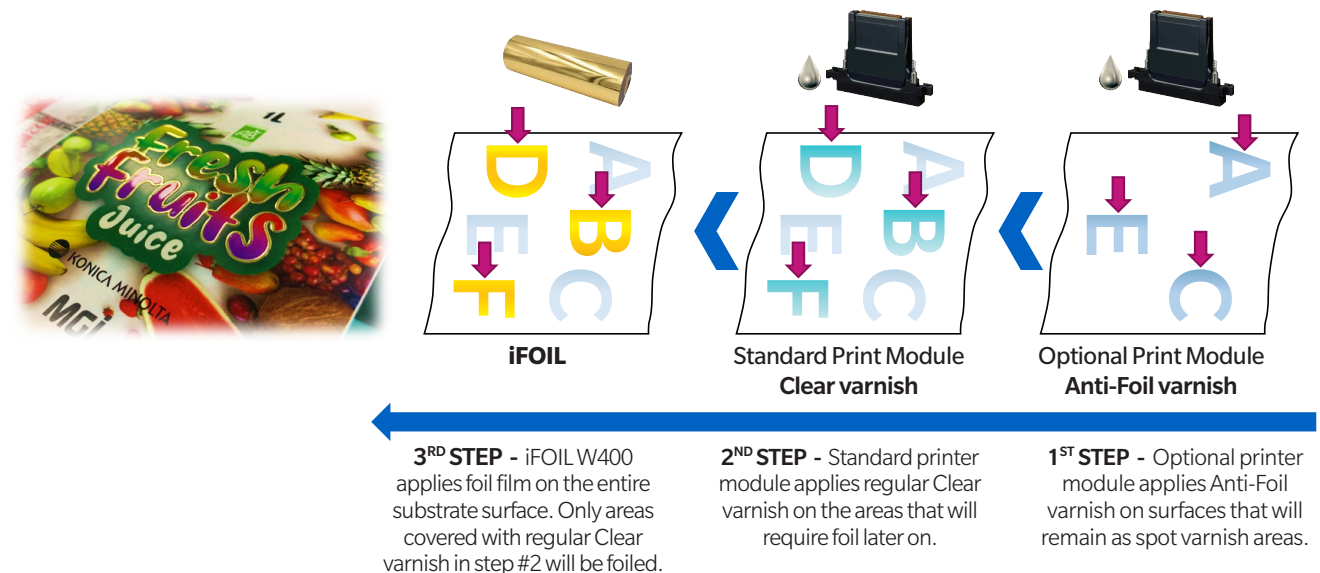 1L
Fresh
Fruits
Juice
KONICA MINOLTA
MGi
D
A
B
E
F
C
iFOIL
D
A
B
E
F
C
Standard Print Module
Clear varnish
A
E
C
Optional Print Module
Anti-Foil varnish
3RD STEP - iFOIL W400
applies foil film on the entire
substrate surface. Only areas
covered with regular Clear
varnish in step #2 will be foiled.
2ND STEP - Standard printer
module applies regular Clear
varnish on the areas that will
require foil later on.
1ST STEP - Optional printer
module applies Anti-Foil
varnish on surfaces that will
remain as spot varnish areas.